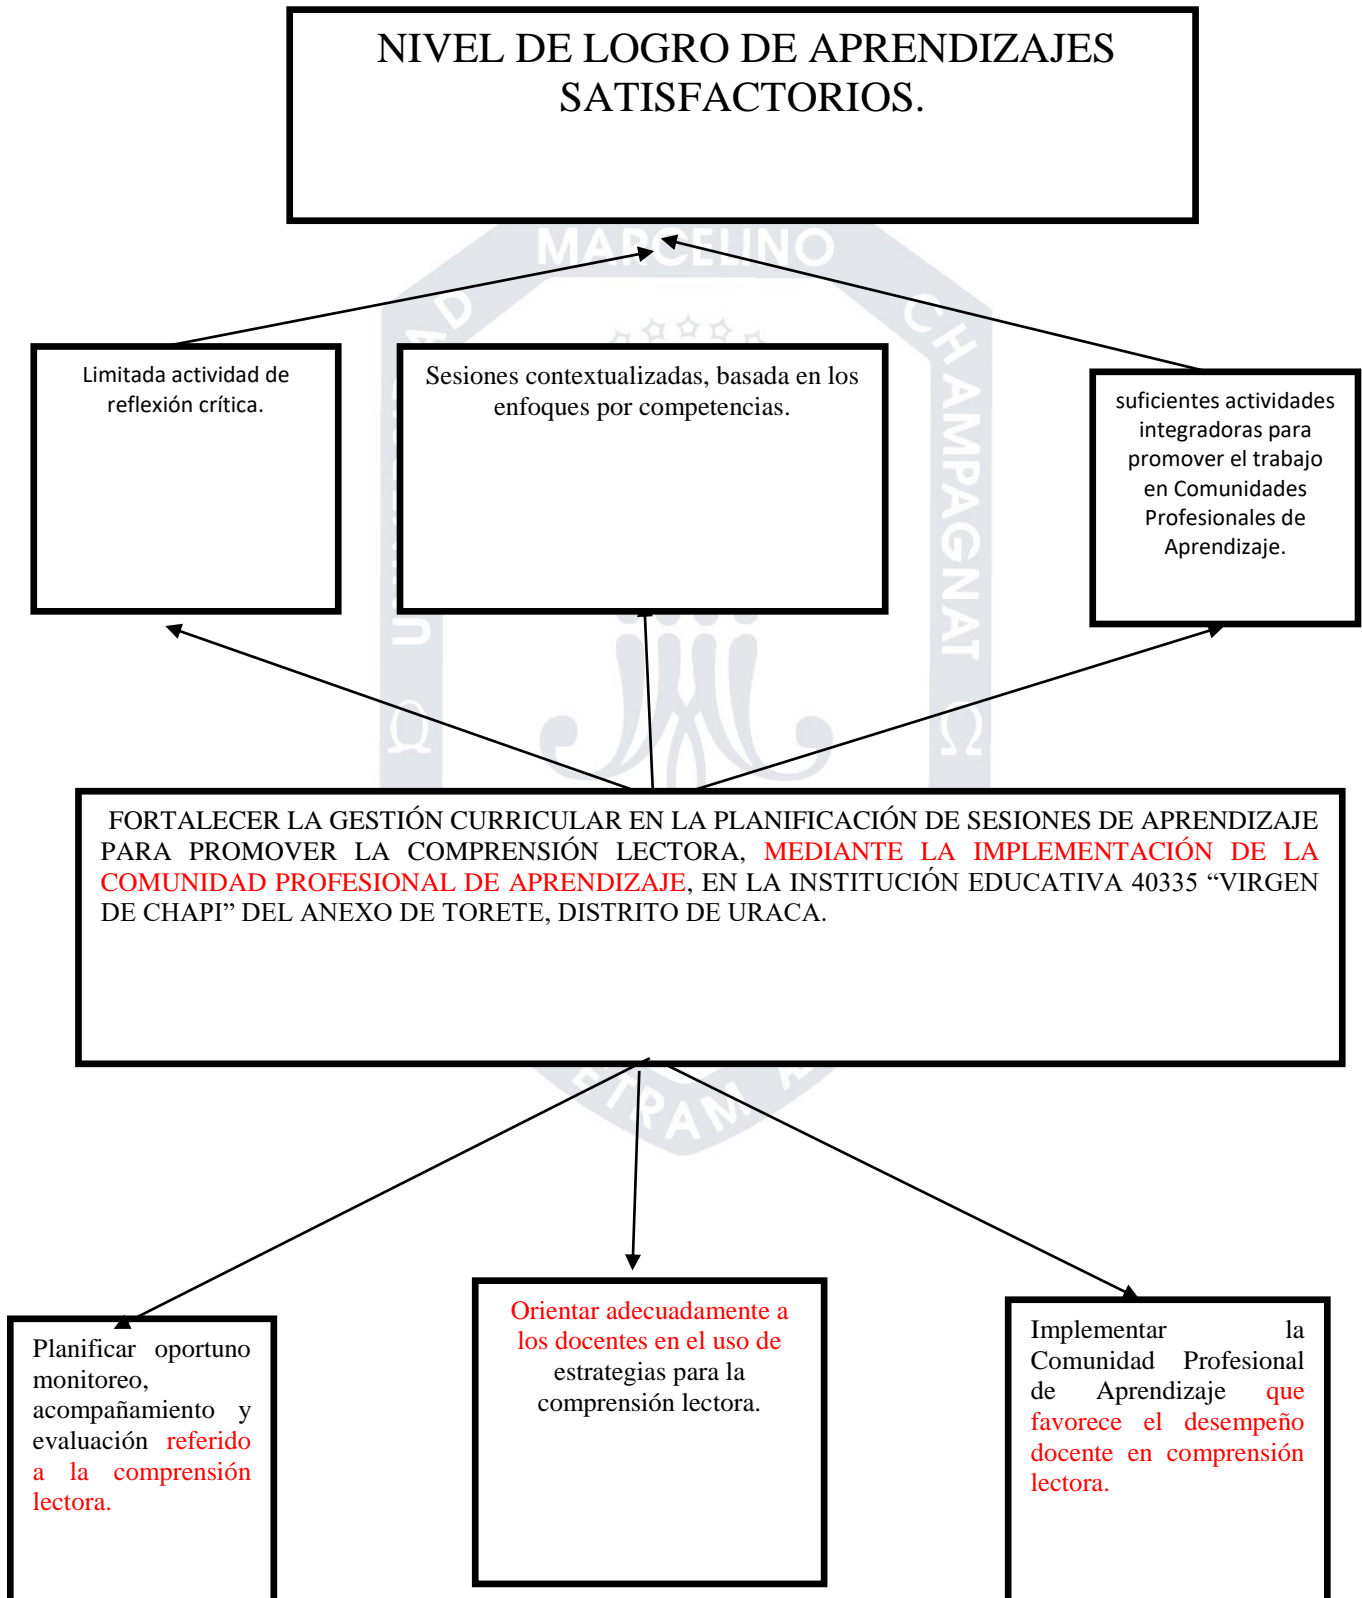 NIVEL DE LOGRO DE APRENDIZAJES
SATISFACTORIOS.
MARCELINO
CHAMPAGNAT
Limitada actividad de
reflexión crítica.
Sesiones contextualizadas, basada en los
enfoques por competencias.
suficientes actividades
integradoras para
promover el trabajo
en Comunidades
Profesionales de
Aprendizaje.
Ω Ω
FORTALECER LA GESTIÓN CURRICULAR EN LA PLANIFICACIÓN DE SESIONES DE APRENDIZAJE
PARA PROMOVER LA COMPRENSIÓN LECTORA, MEDIANTE LA IMPLEMENTACIÓN DE LA
COMUNIDAD PROFESIONAL DE APRENDIZAJE, EN LA INSTITUCIÓN EDUCATIVA 40335 “VIRGEN
DE CHAPI” DEL ANEXO DE TORETE, DISTRITO DE URACA.
Planificar oportuno
monitoreo,
acompañamiento y
evaluación referido
a la comprensión
lectora.
Orientar adecuadamente a
los docentes en el uso de
estrategias para la
comprensión lectora.
Implementar la
Comunidad Profesional
de Aprendizaje que
favorece el desempeño
docente en comprensión
lectora.